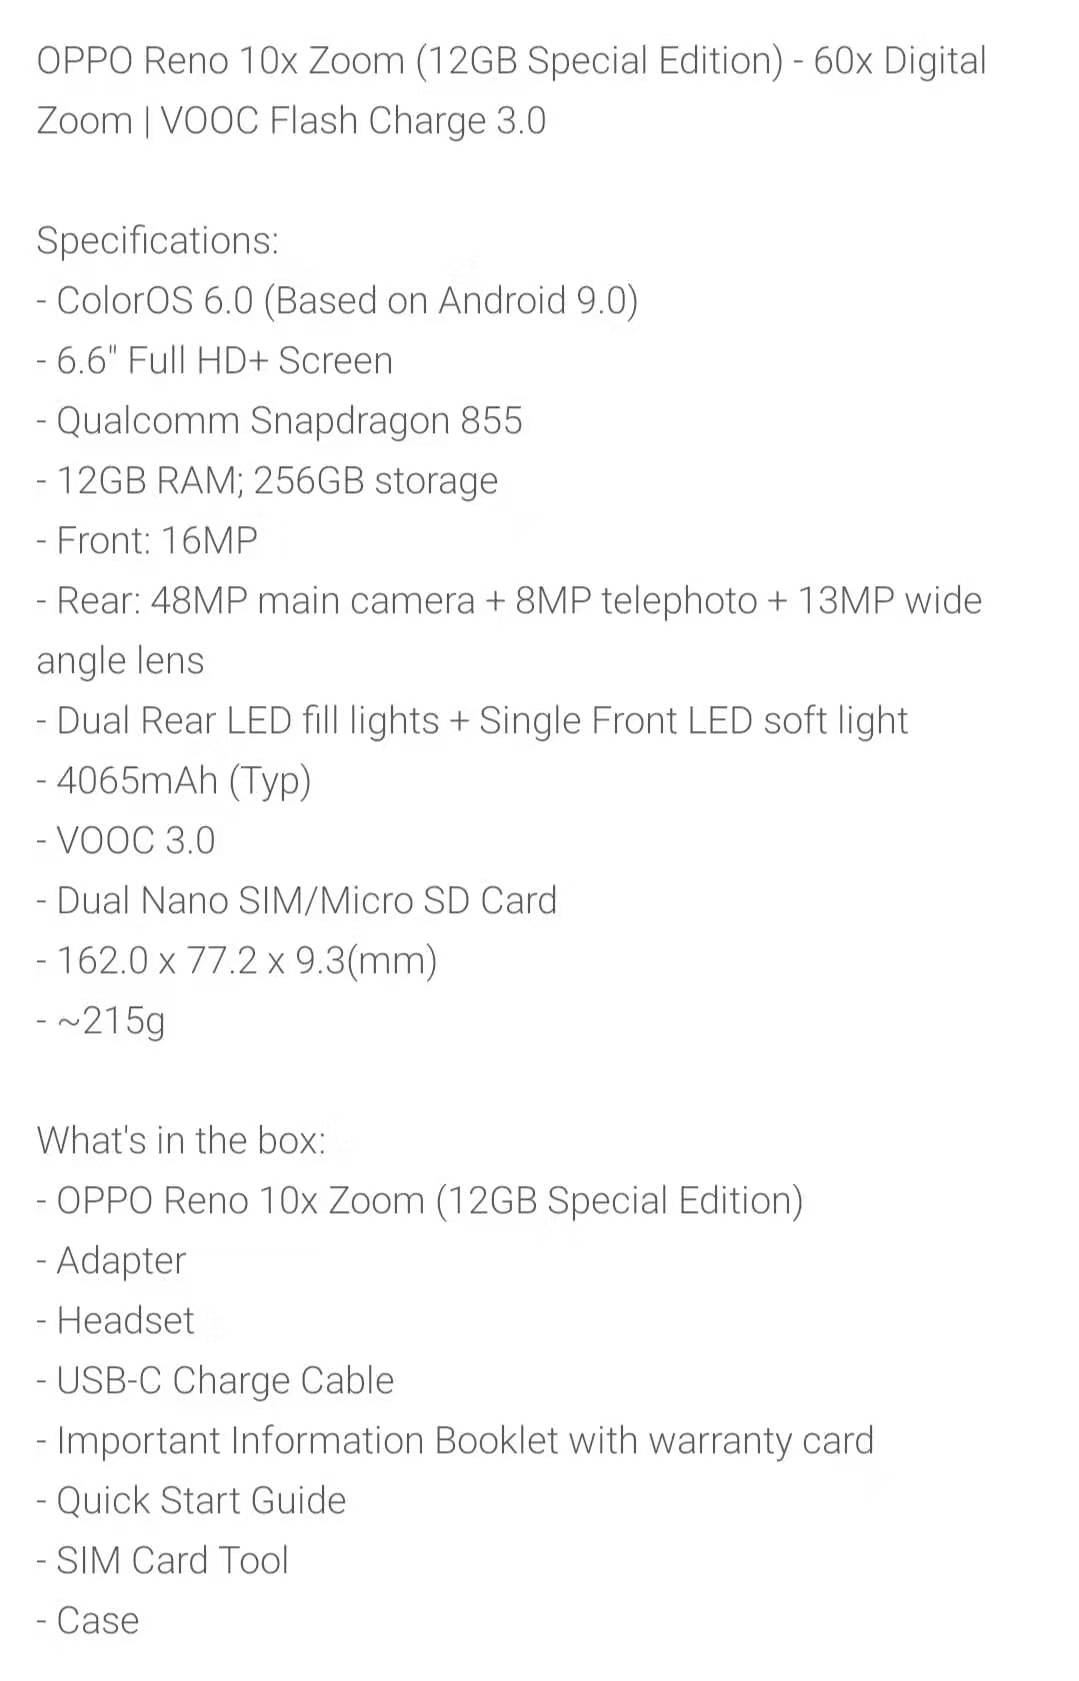 OPPO Reno 10x Zoom (12GB Special Edition) - 60x Digital
Zoom | VOOC Flash Charge 3.0
Specifications:
- ColorOS 6.0 (Based on Android 9.0)
- 6.6" Full HD+ Screen
- Qualcomm Snapdragon 855
- 12GB RAM; 256GB storage
- Front: 16MP
- Rear: 48MP main camera + 8MP telephoto + 13MP wide
angle lens
- Dual Rear LED fill lights + Single Front LED soft light
- 4065mAh (Typ)
- VOOC 3.0
- Dual Nano SIM/Micro SD Card
- 162.0 x 77.2 x 9.3(mm)
- ~215g
What's in the box:
- OPPO Reno 10x Zoom (12GB Special Edition)
- Adapter
- Headset
- USB-C Charge Cable
- Important Information Booklet with warranty card
- Quick Start Guide
- SIM Card Tool
- Case